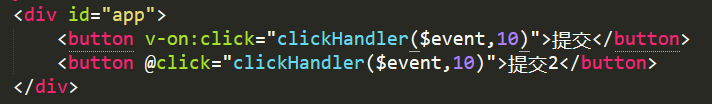 <div id="app">
<button v-on:click="clickHandler($event,10)">提交</button>
<button @click="clickHandler($event,10)">提交2</button>
</div>